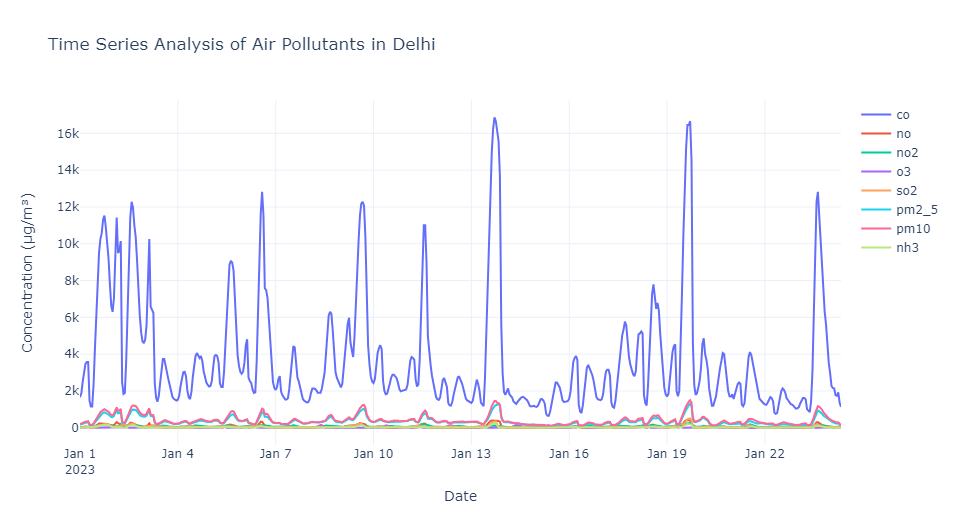 Time Series Analysis of Air Pollutants in Delhi
Concentration (µg/m³)
16k
14k
12k
10k
8k
6k
4k
2k
0
Jan 1
2023
Jan 4
Jan 7
Jan 10
Jan 13
Jan 16
Jan 19
Jan 22
Date
co
no
no2
o3
so2
pm2_5
pm10
nh3